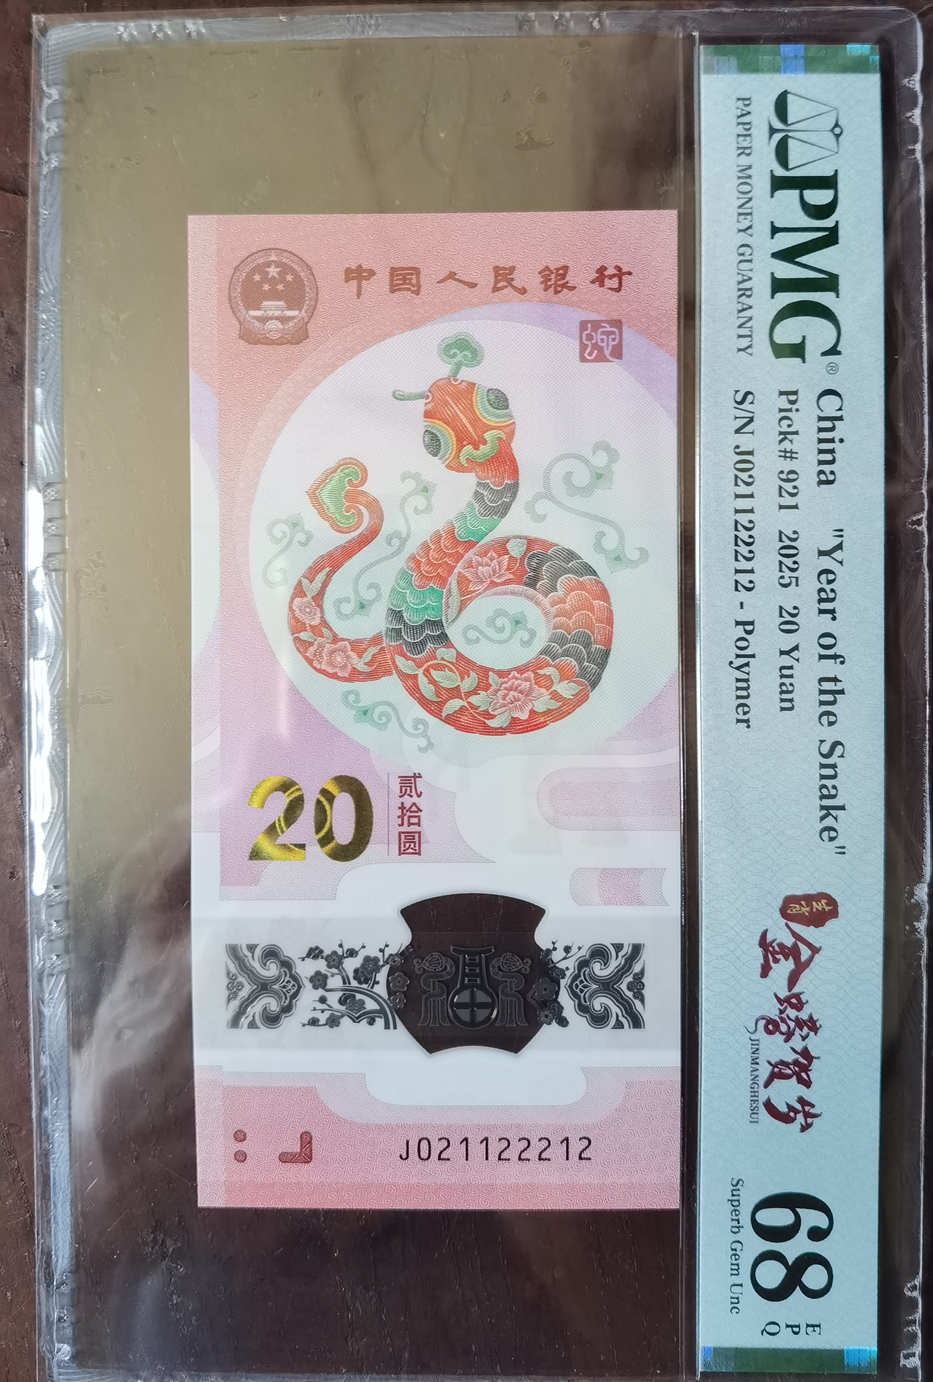 中国人民银行
蛇
20
贰拾圆
J021122212
PMG®
PAPER MONEY GUARANTY
China "Year of the Snake"
Pick# 921 2025 20 Yuan
S/N J021122212 - Polymer
生肖
金蟒贺岁
JINMANGHESUI
68 EPQ
Superb Gem Unc